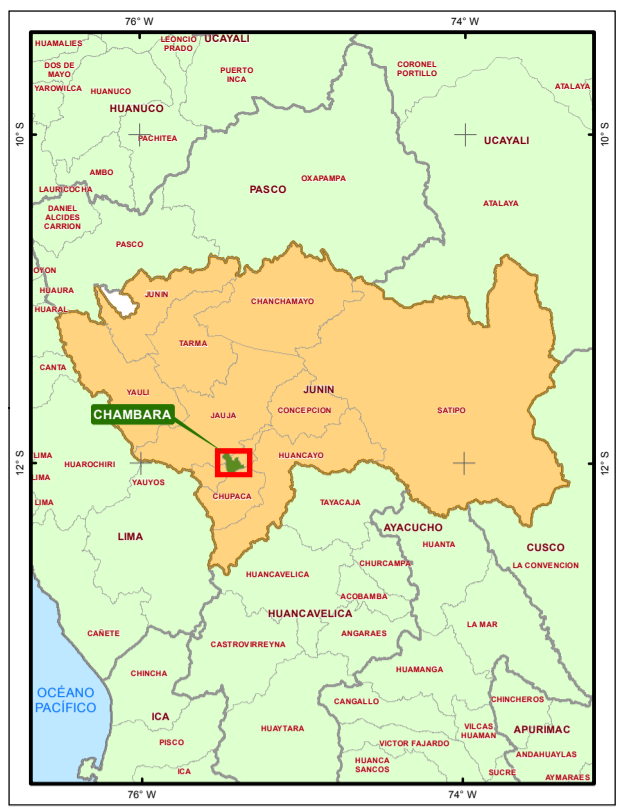 76° W
74° W
HUAMALIES
LEONCIO
PRADO
UCAYALI
DOS DE
MAYO
PUERTO
INCA
CORONEL
PORTILLO
YAROWILCA
HUANUCO
ATALAYA
HUANUCO
10° S
10° S
PACHITEA
UCAYALI
AMBO
OXAPAMPA
LAURICOCHA
PASCO
DANIEL
ALCIDES
CARRION
ATALAYA
PASCO
OYON
HUAURA
JUNIN
CHANCHAMAYO
HUARAL
TARMA
CANTA
YAULI
JUNIN
CHAMBARA
JAUJA
CONCEPCION
SATIPO
LIMA
HUAROCHIRI
HUANCAYO
12° S
12° S
LIMA
YAUYOS
CHUPACA
LIMA
TAYACAJA
LIMA
AYACUCHO
HUANTA
CUSCO
HUANCAVELICA
CHURCAMPA
LA CONVENCION
ACOBAMBA
HUANCAVELICA
CAÑETE
ANGARAES
LA MAR
CASTROVIRREYNA
CHINCHA
HUAMANGA
OCÉANO
PACÍFICO
CANGALLO
CHINCHEROS
ICA
HUAYTARA
VILCAS
HUAMAN
APURIMAC
PISCO
VICTOR FAJARDO
ANDAHUAYLAS
HUANCA
SANCOS
ICA
SUCRE
AYMARAES
76° W
74° W